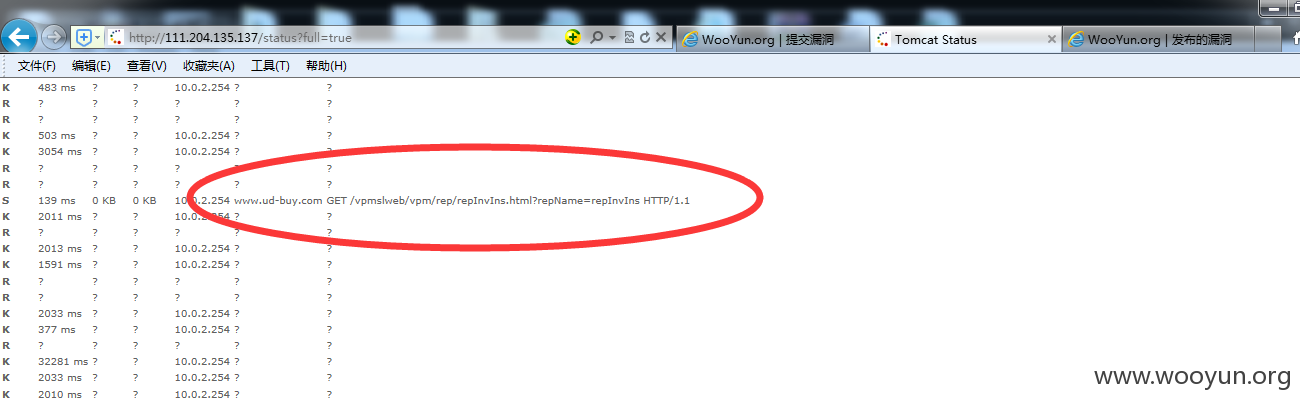 http://111.204.135.137/status?full=true
WooYun.org | 提交漏洞
Tomcat Status
WooYun.org | 发布的漏洞
文件(F) 编辑(E) 查看(V) 收藏夹(A) 工具(T) 帮助(H)
K 483 ms ? ? 10.0.2.254 ? ?
R ? ? ? ? ? ?
R ? ? ? ? ? ?
K 503 ms ? ? 10.0.2.254 ? ?
K 3054 ms ? ? 10.0.2.254 ? ?
R ? ? ? ? ? ?
R ? ? ? ? ? ?
S 139 ms 0 KB 0 KB 10.0.2.254 www.ud-buy.com GET /vpmslweb/vpm/rep/repInvIns.html?repName=repInvIns HTTP/1.1
K 2011 ms ? ? 10.0.2.254 ? ?
R ? ? ? ? ? ?
K 2013 ms ? ? 10.0.2.254 ? ?
K 1591 ms ? ? 10.0.2.254 ? ?
R ? ? ? ? ? ?
R ? ? ? ? ? ?
K 2033 ms ? ? 10.0.2.254 ? ?
K 377 ms ? ? 10.0.2.254 ? ?
R ? ? ? ? ? ?
K 32281 ms ? ? 10.0.2.254 ? ?
K 2033 ms ? ? 10.0.2.254 ? ?
K 2010 ms ? ? 10.0.2.254 ? ?
www.wooyun.org